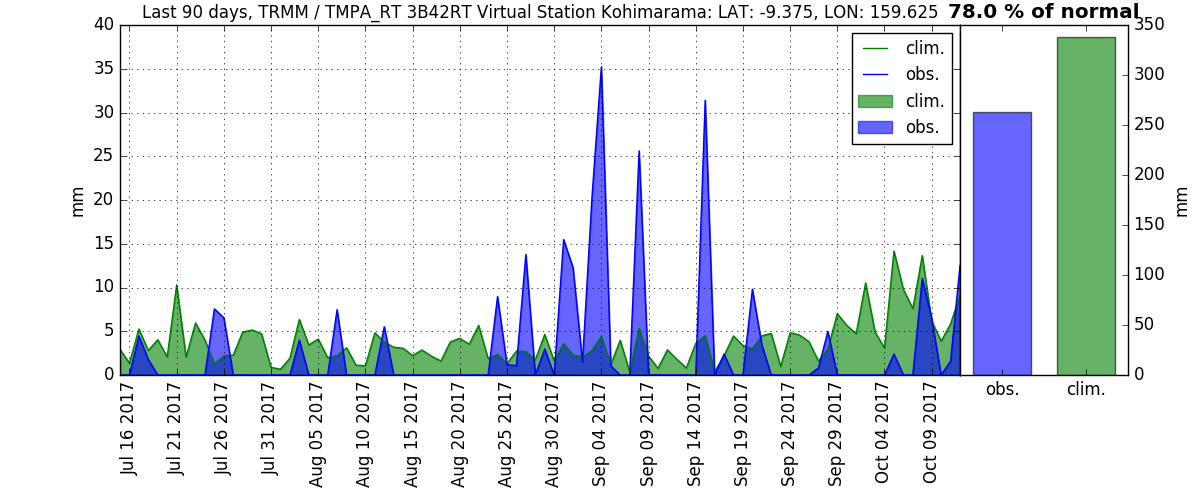 Last 90 days, TRMM / TMPA_RT 3B42RT Virtual Station Kohimarama: LAT: -9.375, LON: 159.625 78.0 % of normal
40
35
30
25
20
15
10
5
0
mm
clim.
obs.
clim.
obs.
350
300
250
200
150
100
50
0
mm
obs. clim.
Jul 16 2017
Jul 21 2017
Jul 26 2017
Jul 31 2017
Aug 05 2017
Aug 10 2017
Aug 15 2017
Aug 20 2017
Aug 25 2017
Aug 30 2017
Sep 04 2017
Sep 09 2017
Sep 14 2017
Sep 19 2017
Sep 24 2017
Sep 29 2017
Oct 04 2017
Oct 09 2017